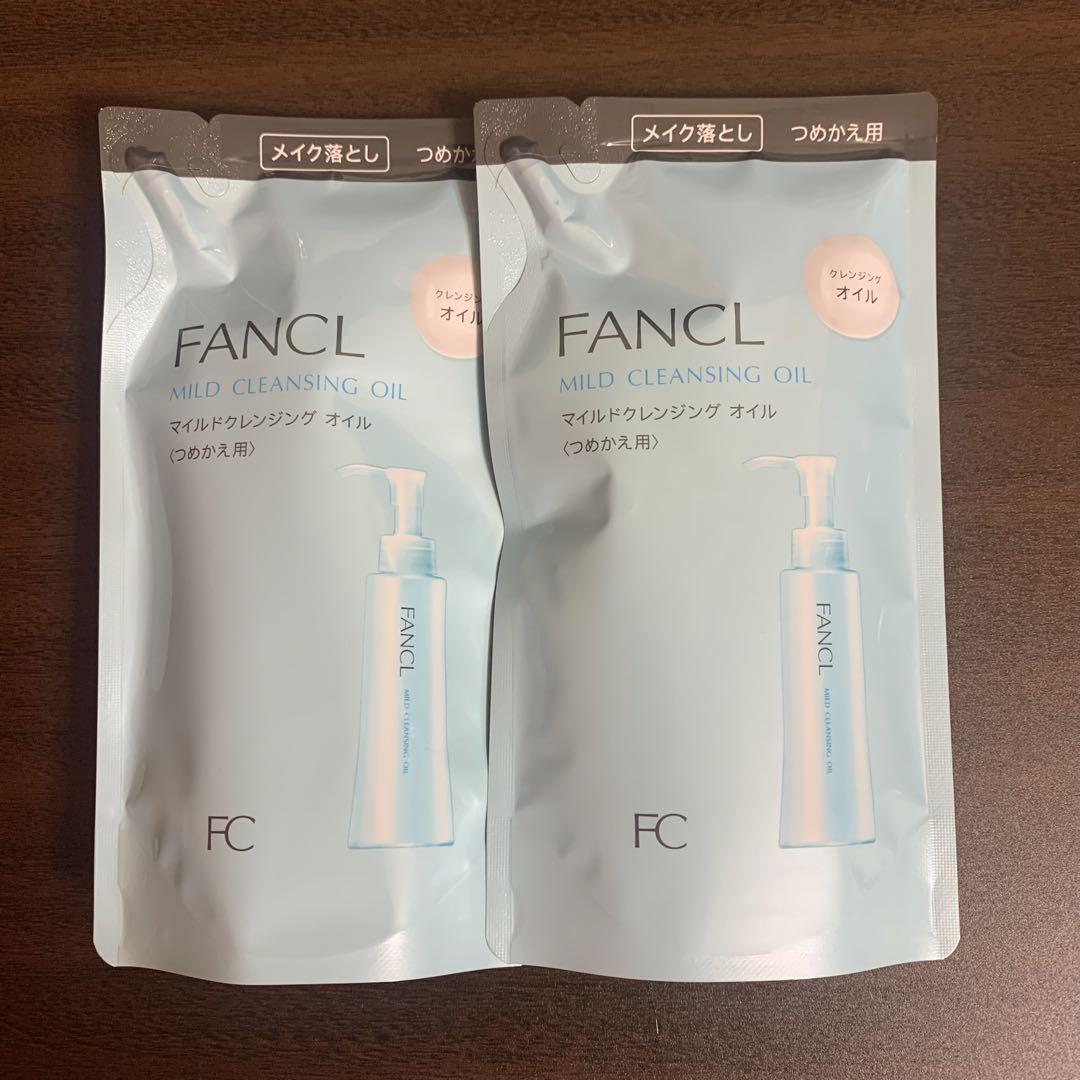 メイク落とし つめかえ
クレンジング
オイル
FANCL
MILD CLEANSING OIL
マイルドクレンジング オイル
〈つめかえ用〉
FANCL
MILD CLEANSING OIL
FC
メイク落とし つめかえ用
クレンジング
オイル
FANCL
MILD CLEANSING OIL
マイルドクレンジング オイル
〈つめかえ用〉
FANCL
MILD CLEANSING OIL
FC